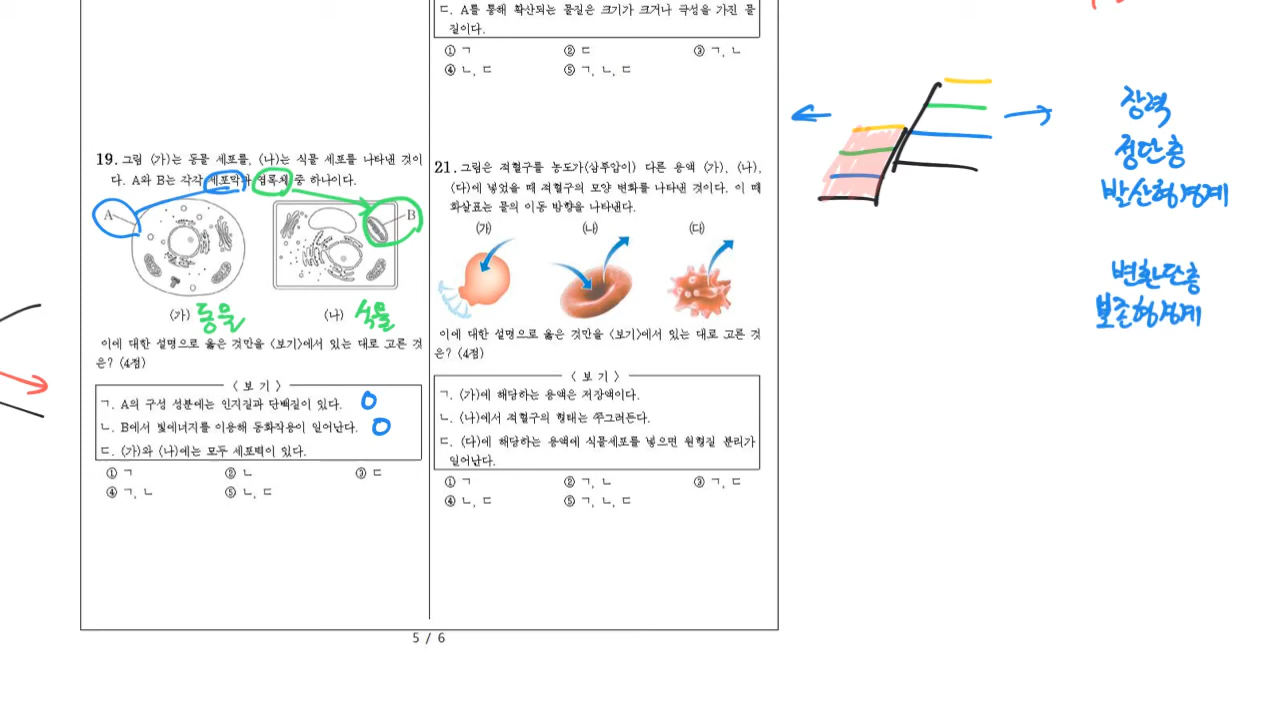 ㄷ. A를 통해 확산되는 물질은 크기가 크거나 극성을 가진 물
질이다.
① ㄱ ② ㄷ ③ ㄱ, ㄴ
④ ㄴ, ㄷ ⑤ ㄱ, ㄴ, ㄷ
19. 그림 (가)는 동물 세포를, (나)는 식물 세포를 나타낸 것이
다. A와 B는 각각 세포막과 엽록체 중 하나이다.
A B
(가) 동물 (나) 식물
이에 대한 설명으로 옳은 것만을 <보기>에서 있는 대로 고른 것
은? (4점)
< 보 기 >
ㄱ. A의 구성 성분에는 인지질과 단백질이 있다. O
ㄴ. B에서 빛에너지를 이용해 동화작용이 일어난다. O
ㄷ. (가)와 (나)에는 모두 세포벽이 있다.
① ㄱ ② ㄴ ③ ㄷ
④ ㄱ, ㄴ ⑤ ㄴ, ㄷ
21. 그림은 적혈구를 농도가(삼투압이) 다른 용액 (가), (나),
(다)에 넣었을 때 적혈구의 모양 변화를 나타낸 것이다. 이 때
화살표는 물의 이동 방향을 나타낸다.
(가) (나) (다)
이에 대한 설명으로 옳은 것만을 <보기>에서 있는 대로 고른 것
은? (4점)
< 보 기 >
ㄱ. (가)에 해당하는 용액은 저장액이다.
ㄴ. (나)에서 적혈구의 형태는 쭈그러든다.
ㄷ. (다)에 해당하는 용액에 식물세포를 넣으면 원형질 분리가
일어난다.
① ㄱ ② ㄱ, ㄴ ③ ㄱ, ㄷ
④ ㄴ, ㄷ ⑤ ㄱ, ㄴ, ㄷ
5 / 6
장력
정단층
발산형경계
변환단층
보존형경계